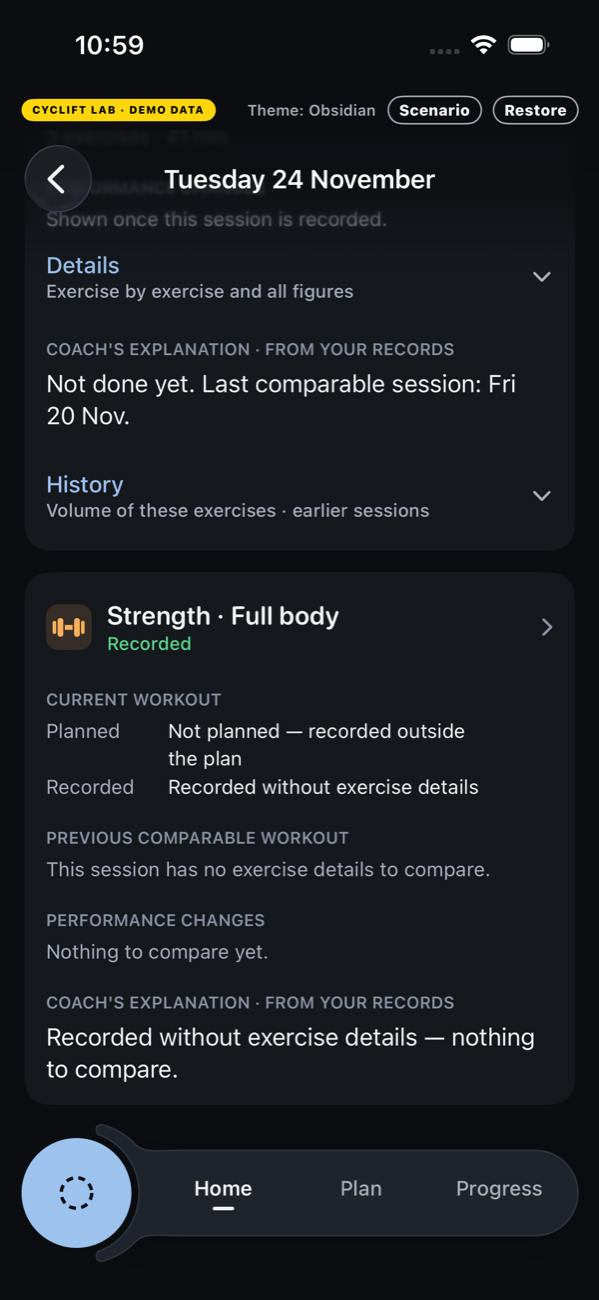 10:59
CYCLIFT LAB · DEMO DATA
Theme: Obsidian
Scenario
Restore
Tuesday 24 November
Shown once this session is recorded.
Details
Exercise by exercise and all figures
COACH'S EXPLANATION · FROM YOUR RECORDS
Not done yet. Last comparable session: Fri
20 Nov.
History
Volume of these exercises · earlier sessions
Strength · Full body
Recorded
CURRENT WORKOUT
Planned
Not planned — recorded outside
the plan
Recorded
Recorded without exercise details
PREVIOUS COMPARABLE WORKOUT
This session has no exercise details to compare.
PERFORMANCE CHANGES
Nothing to compare yet.
COACH'S EXPLANATION · FROM YOUR RECORDS
Recorded without exercise details — nothing
to compare.
Home
Plan
Progress